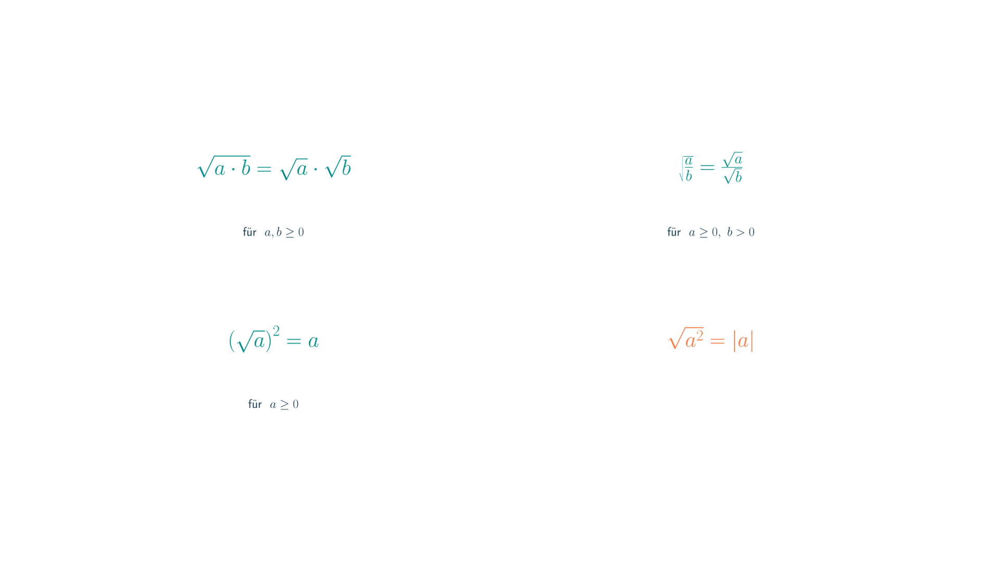 √(a · b) = √a · √b
√(a/b) = √a/√b
für a, b ≥ 0
für a ≥ 0, b > 0
(√a)² = a
√(a²) = |a|
für a ≥ 0